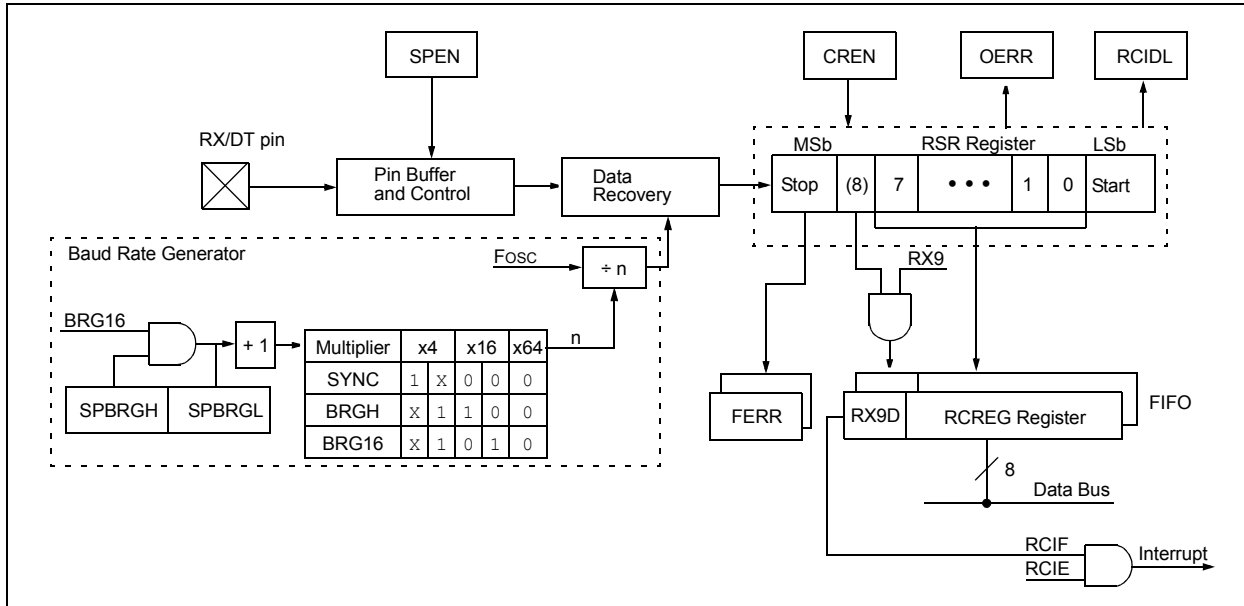 SPEN
CREN
OERR
RCIDL
RX/DT pin
Pin Buffer
and Control
Data
Recovery
MSb
RSR Register
LSb
Stop (8) 7 • • • 1 0 Start
Baud Rate Generator
FOSC
÷ n
RX9
BRG16
+ 1
n
SPBRGH SPBRGL
Multiplier x4 x16 x64
SYNC 1 X 0 0 0
BRGH X 1 1 0 0
BRG16 X 1 0 1 0
FERR
RX9D
RCREG Register
FIFO
8
Data Bus
RCIF
RCIE
Interrupt